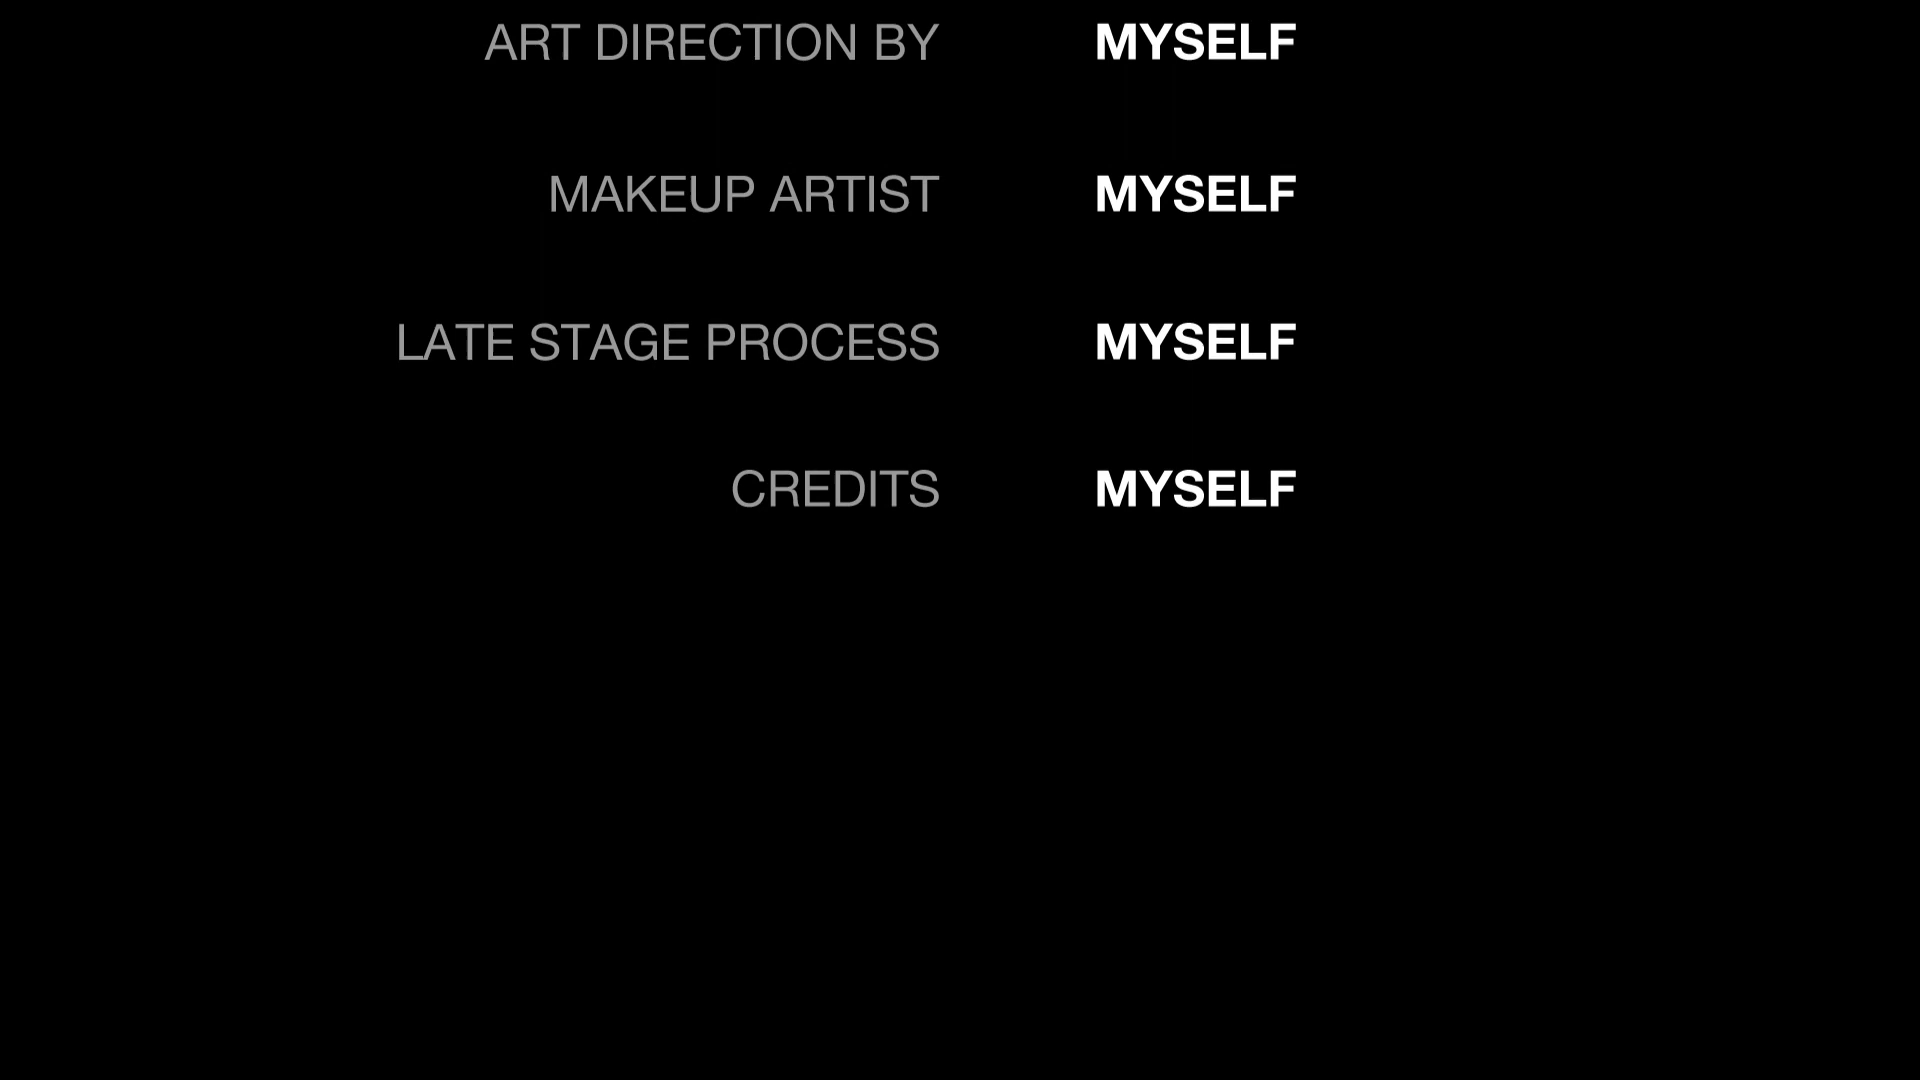 ART DIRECTION BY MYSELF
MAKEUP ARTIST MYSELF
LATE STAGE PROCESS MYSELF
CREDITS MYSELF